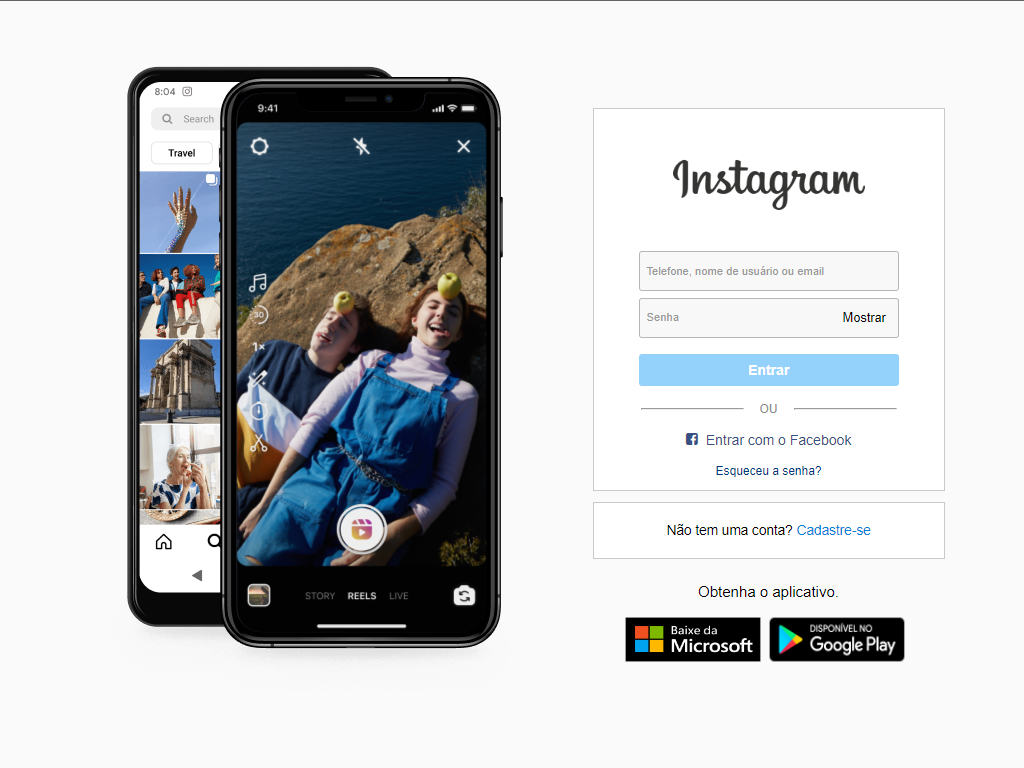 8:04
Search
Travel
9:41
30
1x
STORY REELS LIVE
Instagram
Telefone, nome de usuário ou email
Senha
Mostrar
Entrar
OU
Entrar com o Facebook
Esqueceu a senha?
Não tem uma conta? Cadastre-se
Obtenha o aplicativo.
Baixe da
Microsoft
DISPONÍVEL NO
Google Play